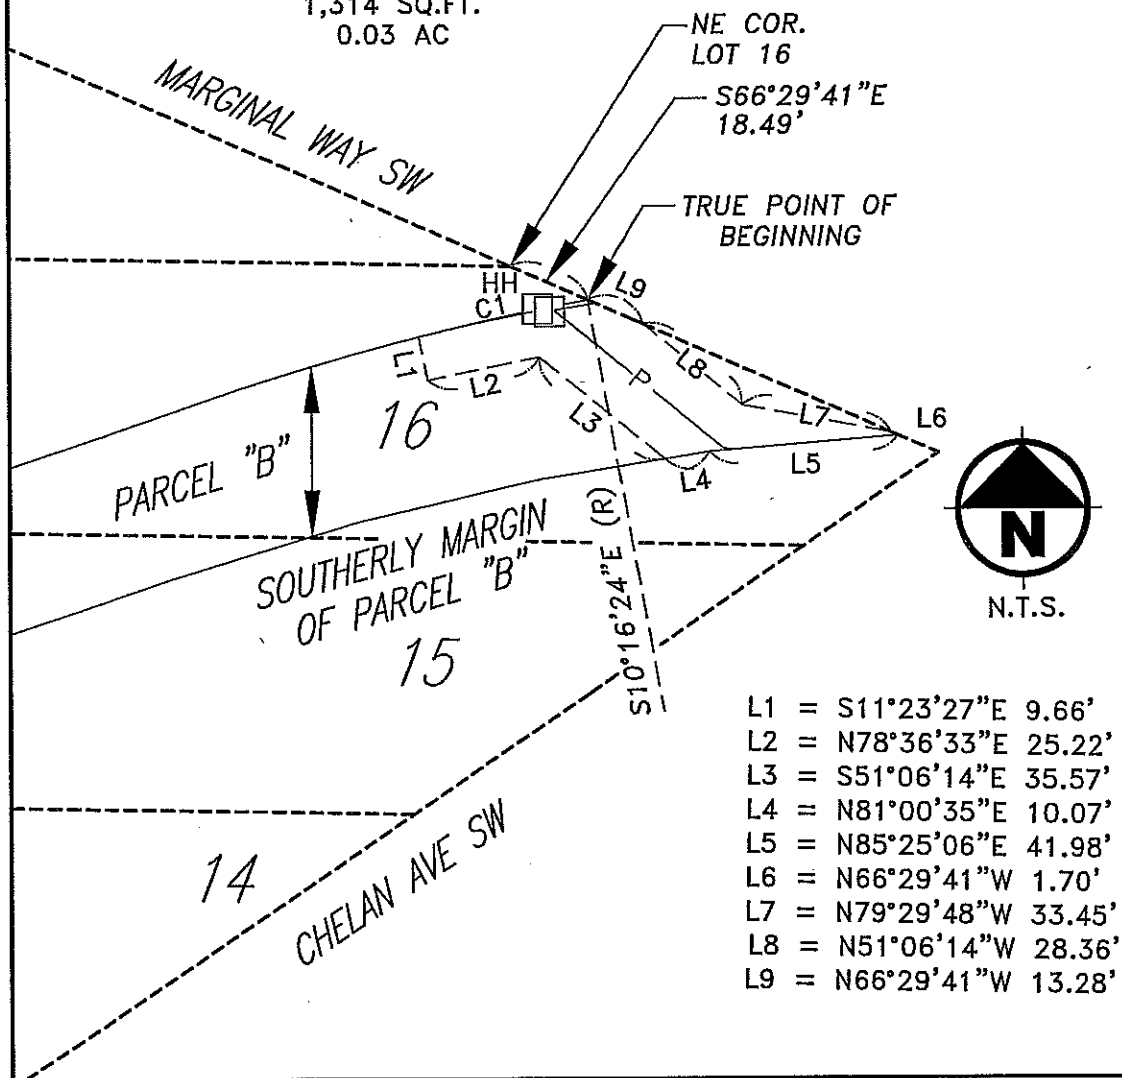 1,314 SQ.FT.
0.03 AC
NE COR.
LOT 16
S66°29'41"E
18.49'
MARGINAL WAY SW
TRUE POINT OF
BEGINNING
HH
C1
L9
L1
L2
L8
P
L3
L7
L6
16
L5
L4
PARCEL "B"
SOUTHERLY MARGIN
OF PARCEL "B"
S10°16'24"E (R)
N
N.T.S.
15
14
CHELAN AVE SW
L1 = S11°23'27"E 9.66'
L2 = N78°36'33"E 25.22'
L3 = S51°06'14"E 35.57'
L4 = N81°00'35"E 10.07'
L5 = N85°25'06"E 41.98'
L6 = N66°29'41"W 1.70'
L7 = N79°29'48"W 33.45'
L8 = N51°06'14"W 28.36'
L9 = N66°29'41"W 13.28'